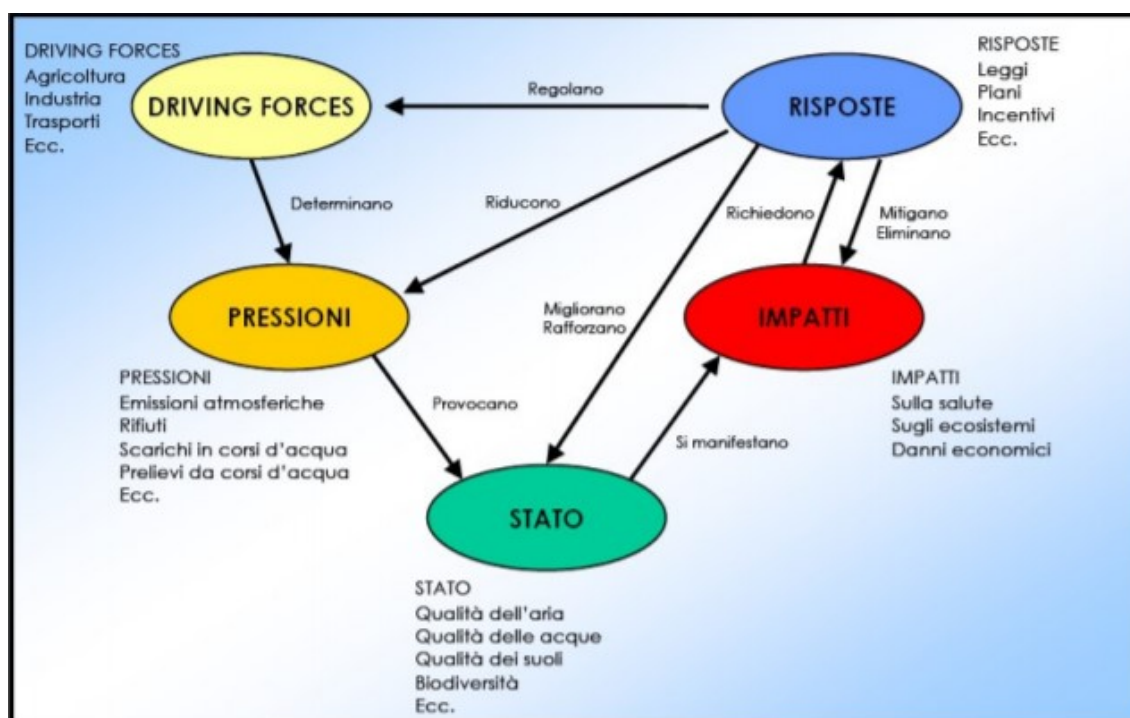 DRIVING FORCES
Agricoltura
Industria
Trasporti
Ecc.
DRIVING FORCES
Regolano
RISPOSTE
RISPOSTE
Leggi
Piani
Incentivi
Ecc.
Determinano
Riducono
Richiedono
Mitigano
Eliminano
PRESSIONI
Migliorano
Rafforzano
IMPATTI
PRESSIONI
Emissioni atmosferiche
Rifiuti
Scarichi in corsi d'acqua
Prelievi da corsi d'acqua
Ecc.
Provocano
Si manifestano
IMPATTI
Sulla salute
Sugli ecosistemi
Danni economici
STATO
STATO
Qualità dell'aria
Qualità delle acque
Qualità dei suoli
Biodiversità
Ecc.